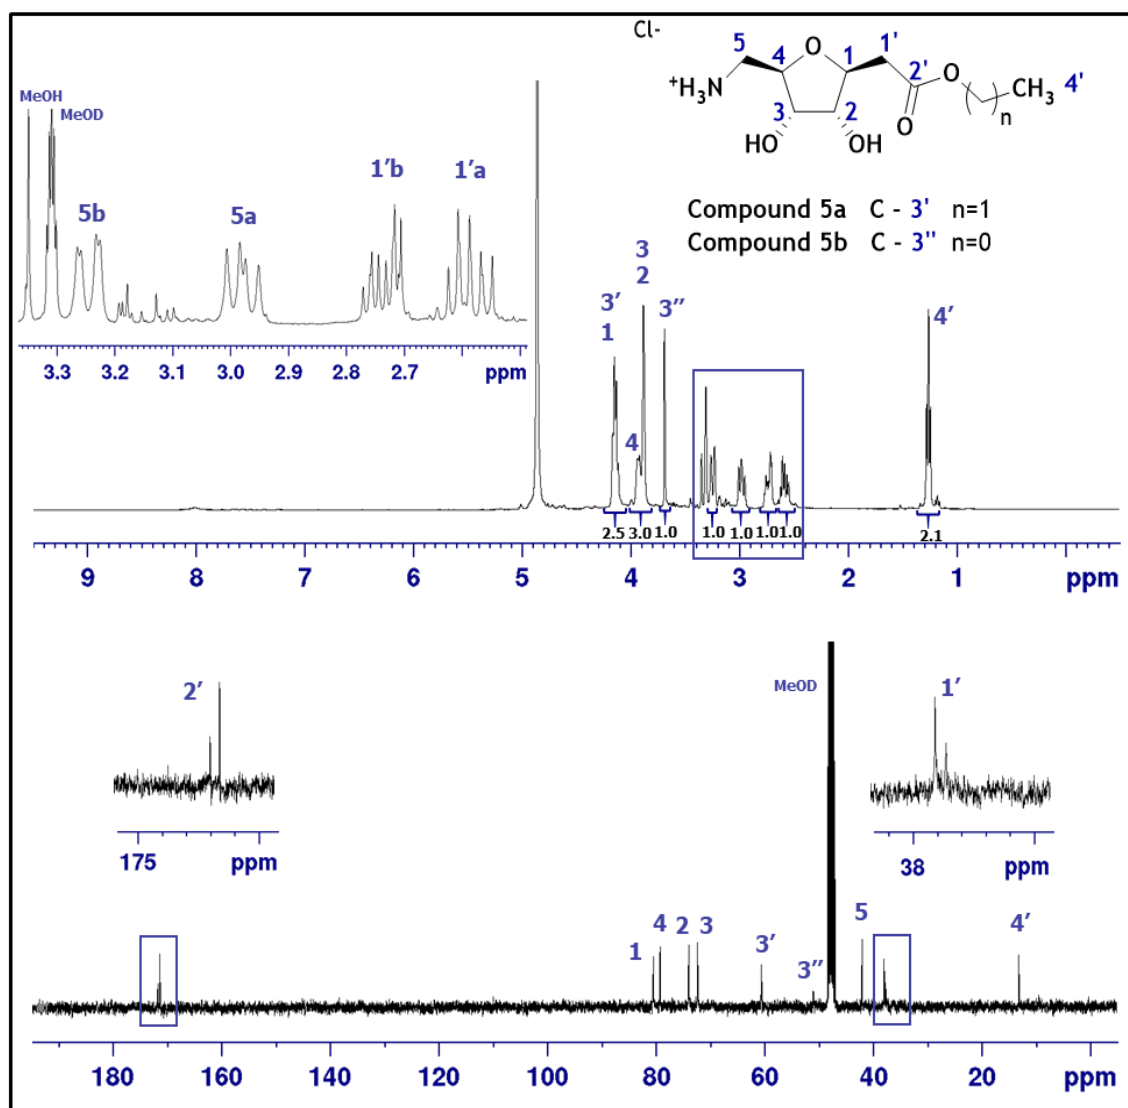 Cl-
5
4
O
1
1'
2'
O
CH₃ 4'
+H₃N
n
3
2
O
HO
OH
Compound 5a C - 3' n=1
Compound 5b C - 3" n=0
MeOH
MeOD
5b
5a
1'b
1'a
3.3 3.2 3.1 3.0 2.9 2.8 2.7 ppm
3'
1
4
3
2
3"
4'
2.5 3.0 1.0 1.0 1.0 1.0 1.0 2.1
9 8 7 6 5 4 3 2 1 ppm
2'
175 ppm
MeOD
1'
38 ppm
1 4 2 3 3' 3" 5 4'
180 160 140 120 100 80 60 40 20 ppm